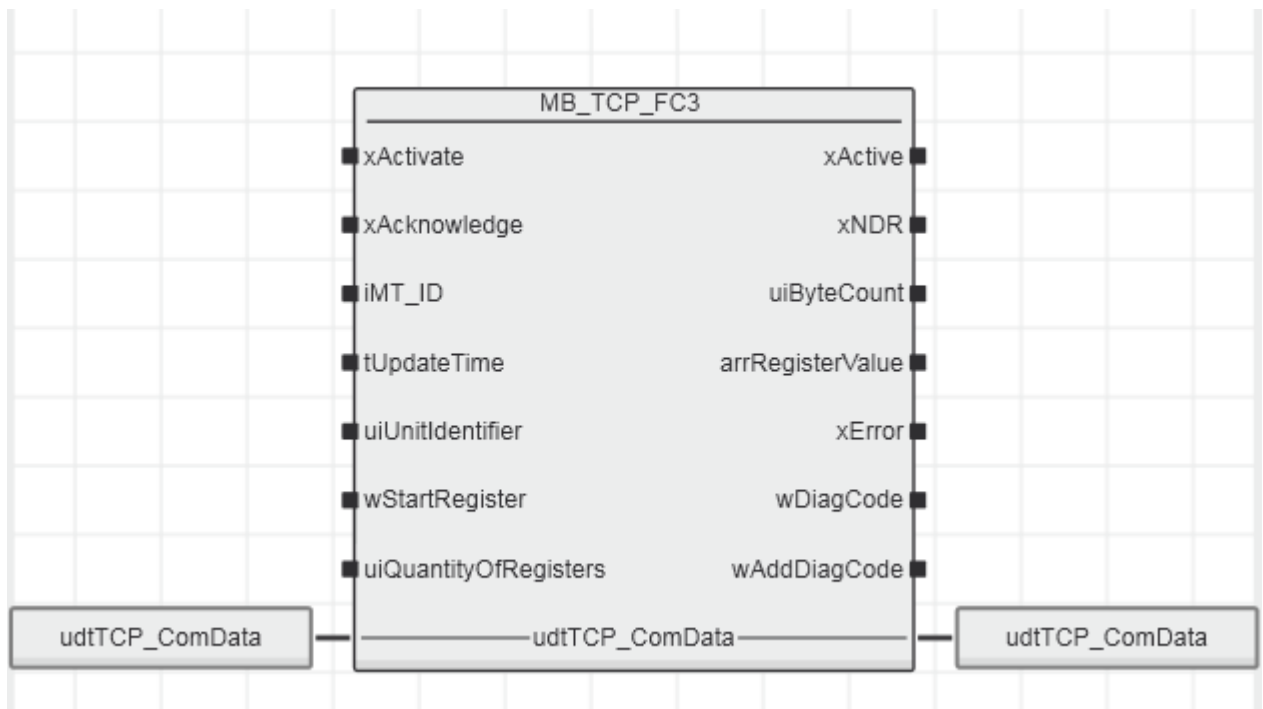 MB_TCP_FC3
xActivate xActive
xAcknowledge xNDR
iMT_ID uiByteCount
tUpdateTime arrRegisterValue
uiUnitIdentifier xError
wStartRegister wDiagCode
uiQuantityOfRegisters wAddDiagCode
udtTCP_ComData udtTCP_ComData udtTCP_ComData